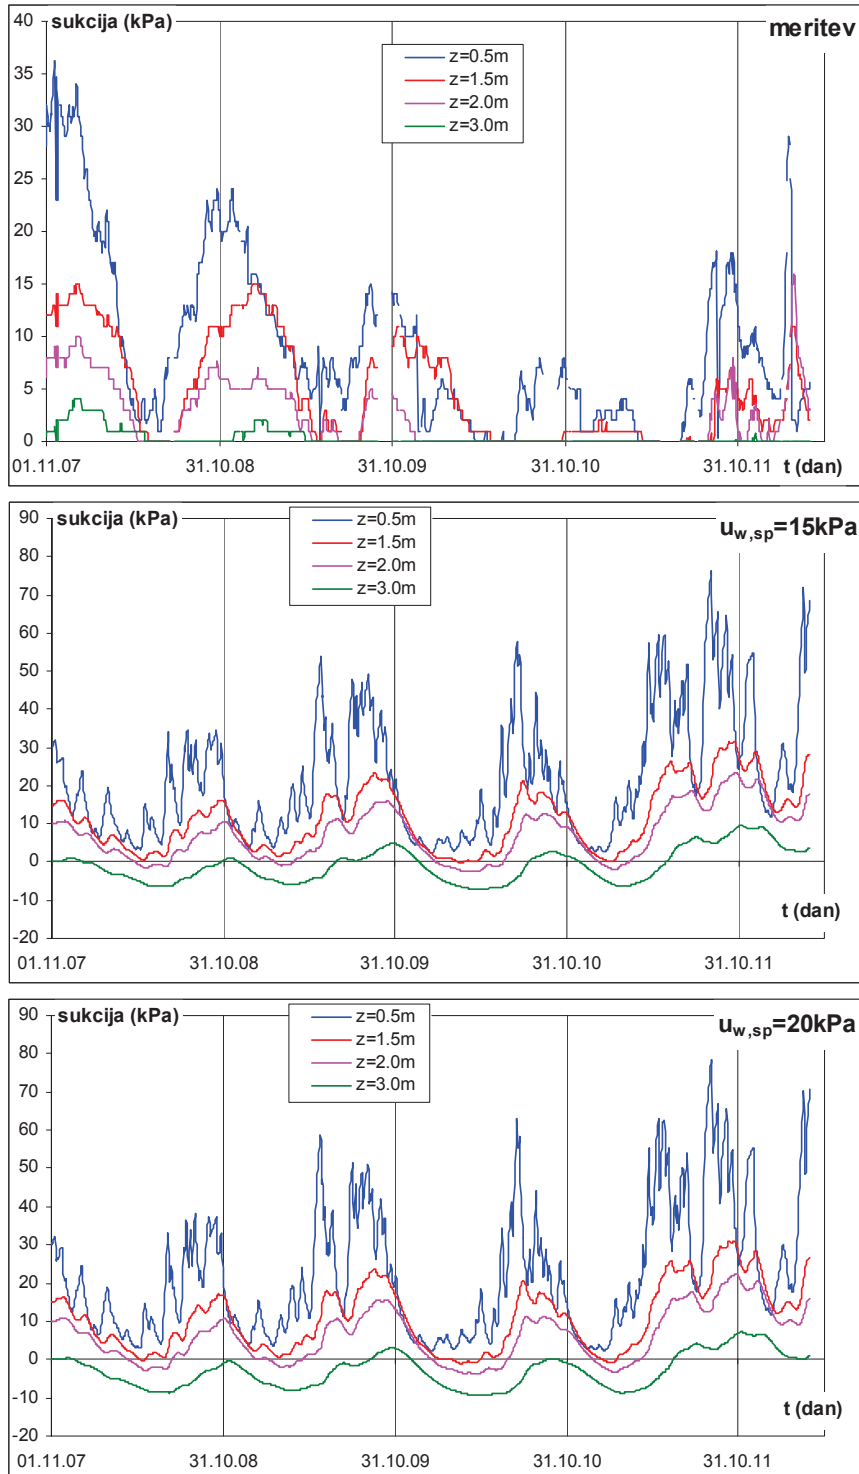 sukcija (kPa)
meritev
z=0.5m
z=1.5m
z=2.0m
z=3.0m
40
35
30
25
20
15
10
5
0
01.11.07 31.10.08 31.10.09 31.10.10 31.10.11
t (dan)
sukcija (kPa)
u_w,sp=15kPa
z=0.5m
z=1.5m
z=2.0m
z=3.0m
90
80
70
60
50
40
30
20
10
0
-10
-20
t (dan)
01.11.07 31.10.08 31.10.09 31.10.10 31.10.11
sukcija (kPa)
u_w,sp=20kPa
z=0.5m
z=1.5m
z=2.0m
z=3.0m
90
80
70
60
50
40
30
20
10
0
-10
-20
t (dan)
01.11.07 31.10.08 31.10.09 31.10.10 31.10.11